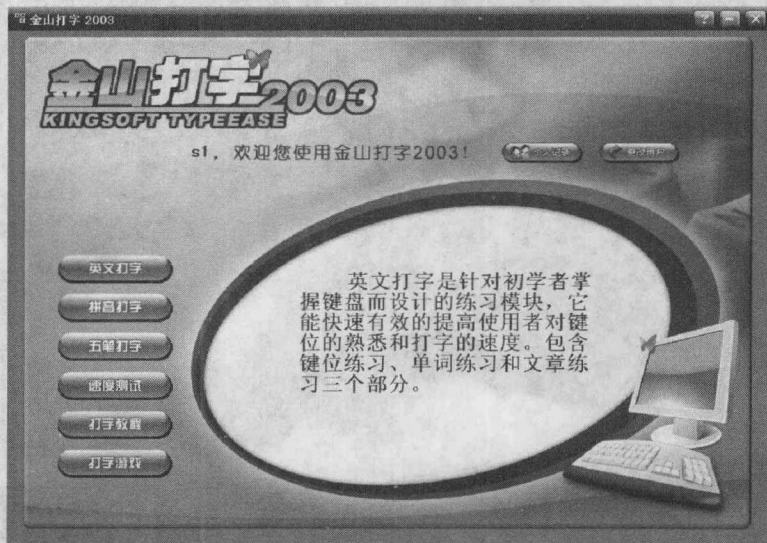 金山打字 2003
金山打字2003
KINGSOFT TYPEEASE
s1，欢迎您使用金山打字2003！
英文打字
拼音打字
五笔打字
速度测试
打字教程
打字游戏
英文打字是针对初学者掌
握键盘而设计的练习模块，它
能快速有效的提高使用者对键
位的熟悉和打字的速度。包含
键位练习、单词练习和文章练
习三个部分。